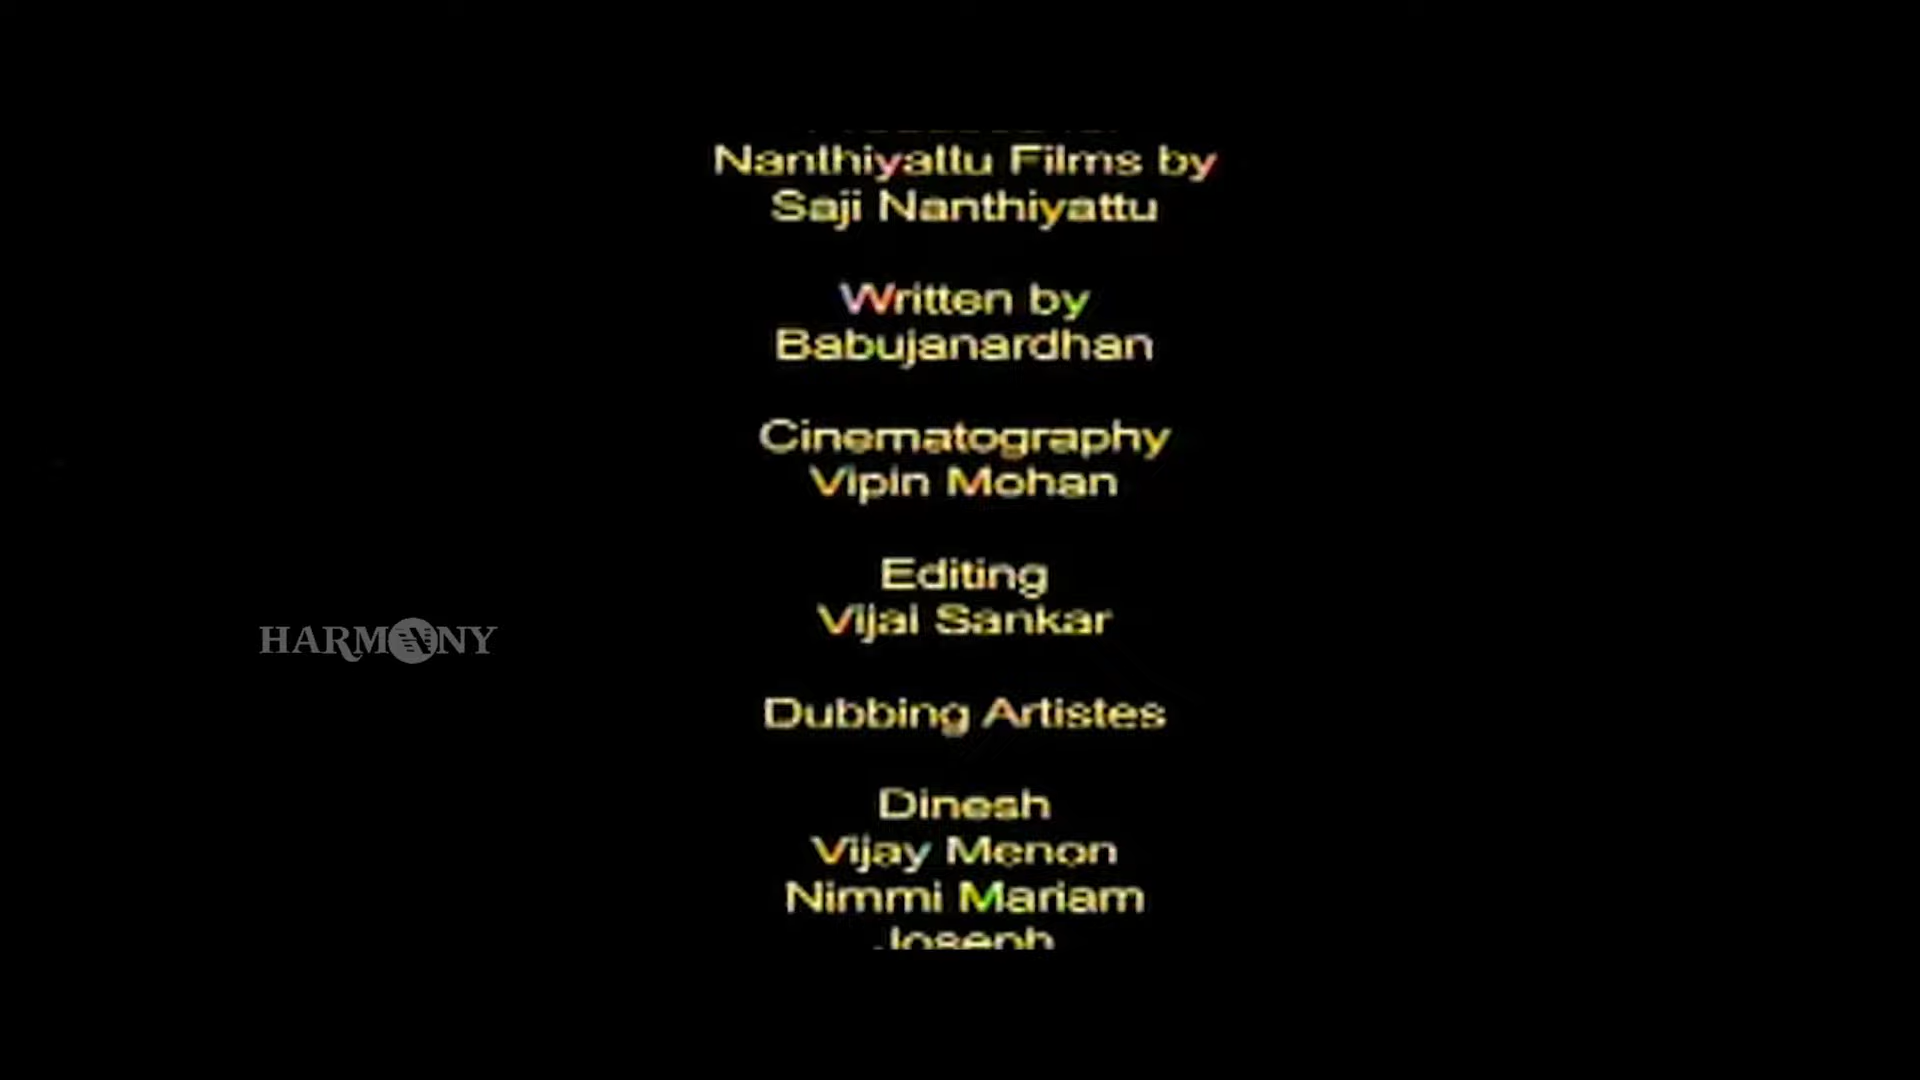 Nanthiyattu Films by
Saji Nanthiyattu
Written by
Babujanardhan
Cinematography
Vipin Mohan
Editing
Vijai Sankar
HARMONY
Dubbing Artistes
Dinesh
Vijay Menon
Nimmi Mariam
Joseph